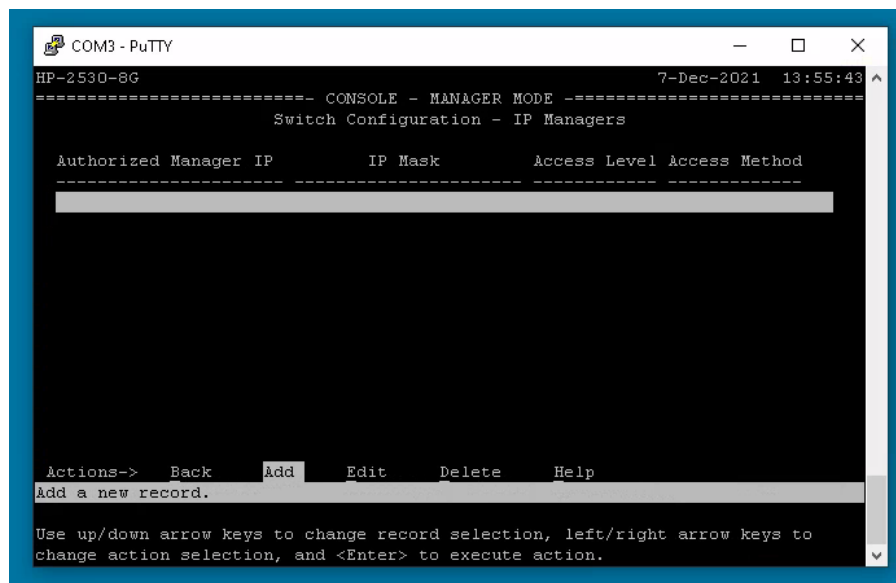 COM3 - PuTTY
HP-2530-8G 7-Dec-2021 13:55:43
==========================- CONSOLE - MANAGER MODE -============================
Switch Configuration - IP Managers
Authorized Manager IP IP Mask Access Level Access Method
---------------------- ---------------------- ------------ -------------
Actions-> Back Add Edit Delete Help
Add a new record.
Use up/down arrow keys to change record selection, left/right arrow keys to
change action selection, and <Enter> to execute action.